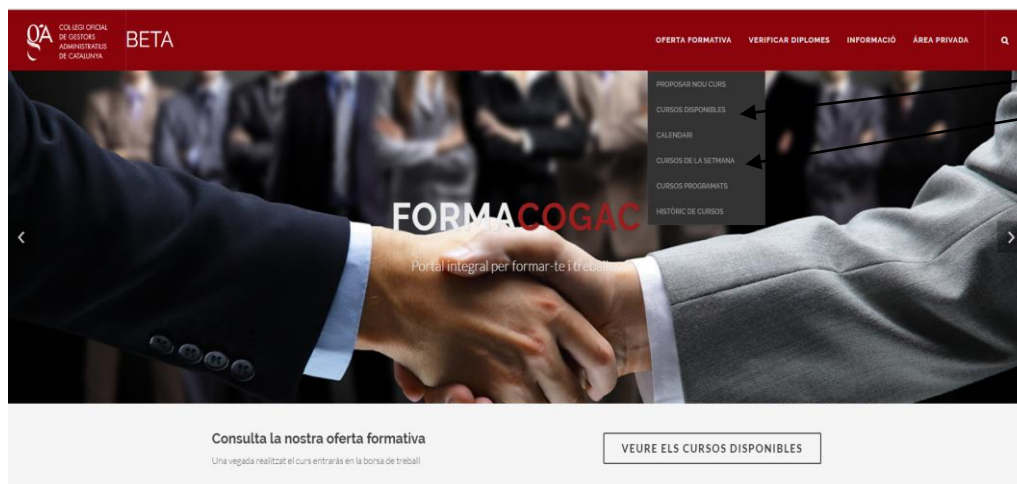 COL·LEGI OFICIAL
DE GESTORS
ADMINISTRATIUS
DE CATALUNYA
BETA
OFERTA FORMATIVA VERIFICAR DIPLOMES INFORMACIÓ ÀREA PRIVADA
PROPOSAR NOU CURS
CURSOS DISPONIBLES
CALENDARI
CURSOS DE LA SETMANA
CURSOS PROGRAMATS
HISTÒRIC DE CURSOS
FORMACOGAC
Portal integral per formar-te i
Consulta la nostra oferta formativa
Una vegada realitzat el curs entraràs en la borsa de treball
VEURE ELS CURSOS DISPONIBLES